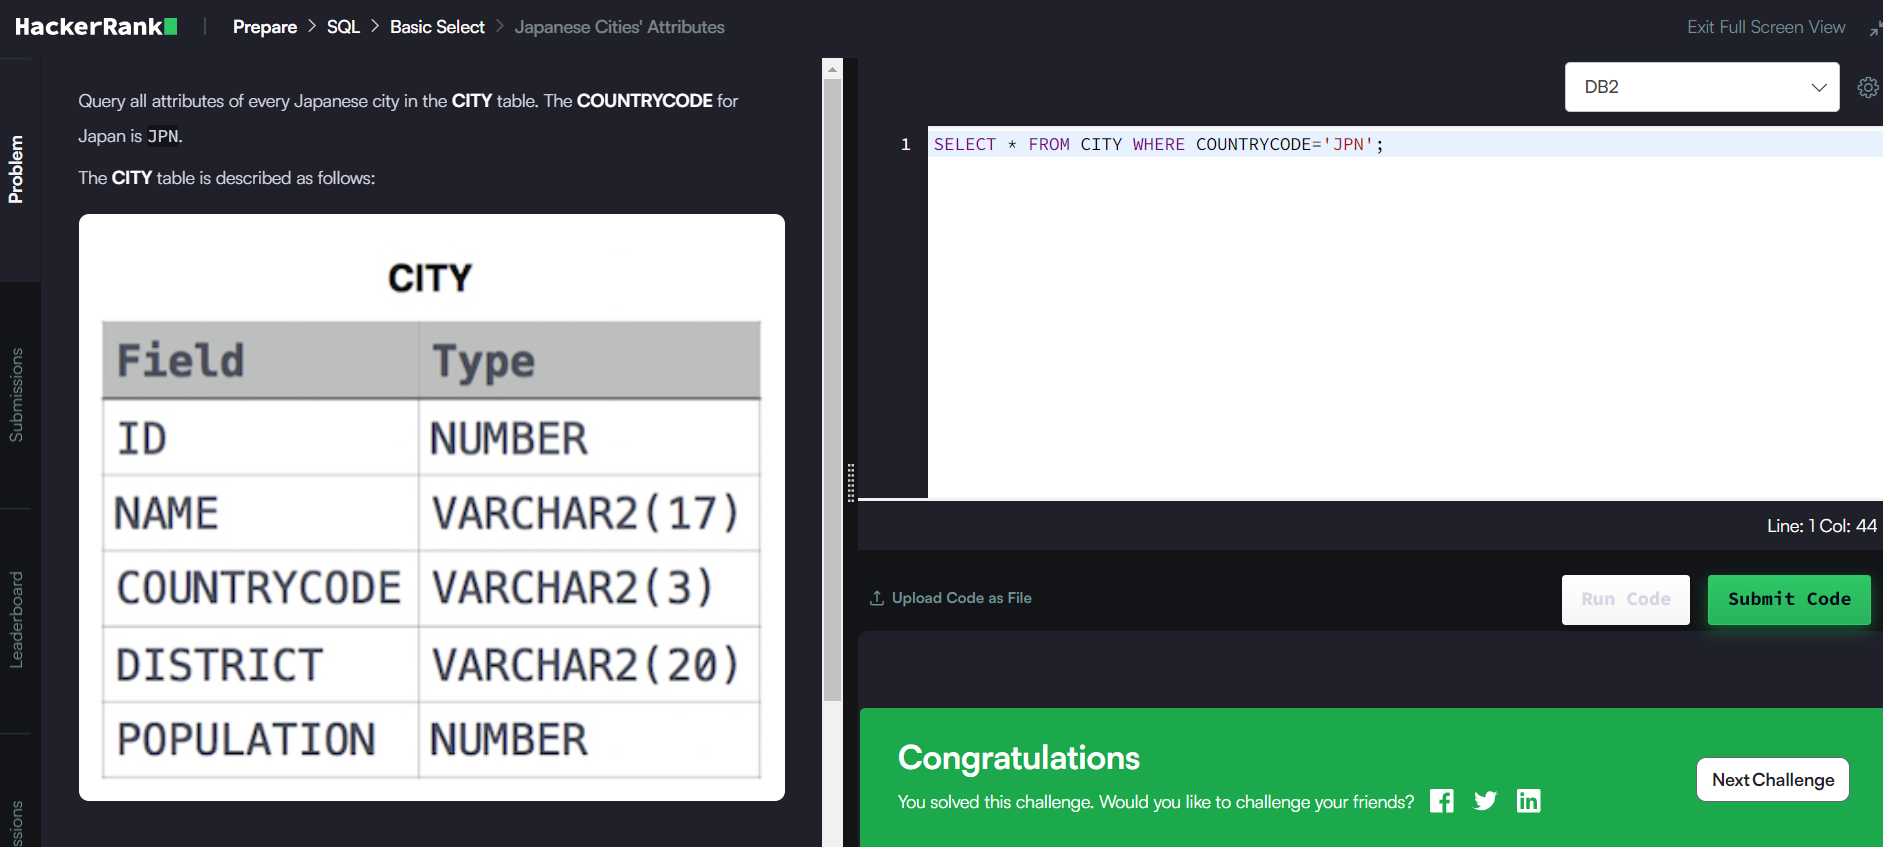 HackerRank | Prepare > SQL > Basic Select > Japanese Cities' Attributes
Exit Full Screen View
Problem
Submissions
Leaderboard
ssions
Query all attributes of every Japanese city in the CITY table. The COUNTRYCODE for
Japan is JPN.
The CITY table is described as follows:
CITY
Field Type
ID NUMBER
NAME VARCHAR2(17)
COUNTRYCODE VARCHAR2(3)
DISTRICT VARCHAR2(20)
POPULATION NUMBER
DB2
1 SELECT * FROM CITY WHERE COUNTRYCODE='JPN';
Line: 1 Col: 44
Upload Code as File
Run Code
Submit Code
Congratulations
You solved this challenge. Would you like to challenge your friends?
Next Challenge